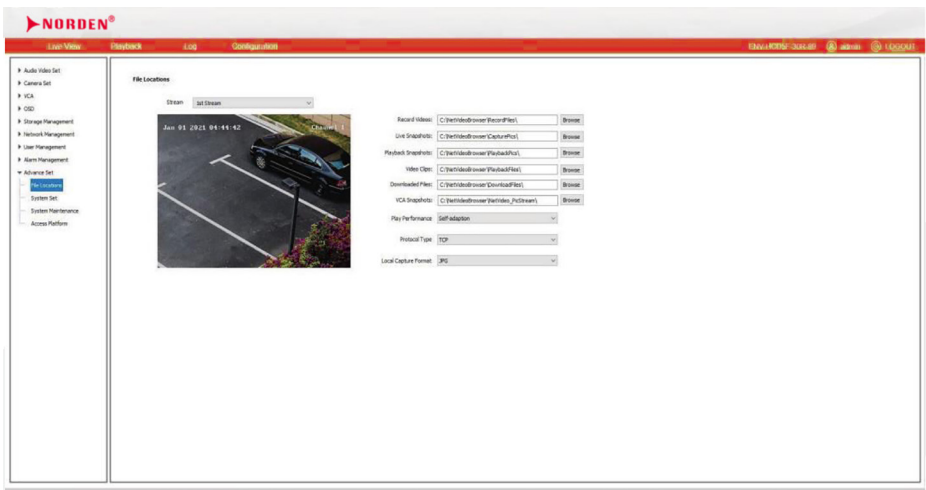 NORDEN®
Live View Playback Log Configuration admin LOGOUT
Audio Video Set
Camera Set
VCA
OSD
Storage Management
Network Management
User Management
Alarm Management
Advance Set
File Locations
System Set
System Maintenance
Access Platform
File Locations
Stream 1st Stream
Jan 01 2021 04:44:42 Channel 1
Record Videos: C:\NetVideoBrowser\RecordFiles\ Browse
Live Snapshots: C:\NetVideoBrowser\CapturePics\ Browse
Playback Snapshots: C:\NetVideoBrowser\PlaybackPics\ Browse
Video Clips: C:\NetVideoBrowser\PlaybackFiles\ Browse
Downloaded Files: C:\NetVideoBrowser\DownloadFiles\ Browse
VCA Snapshots: C:\NetVideoBrowser\NetVideo_PicStream\ Browse
Play Performance Self-adaption
Protocol Type TCP
Local Capture Format JPG